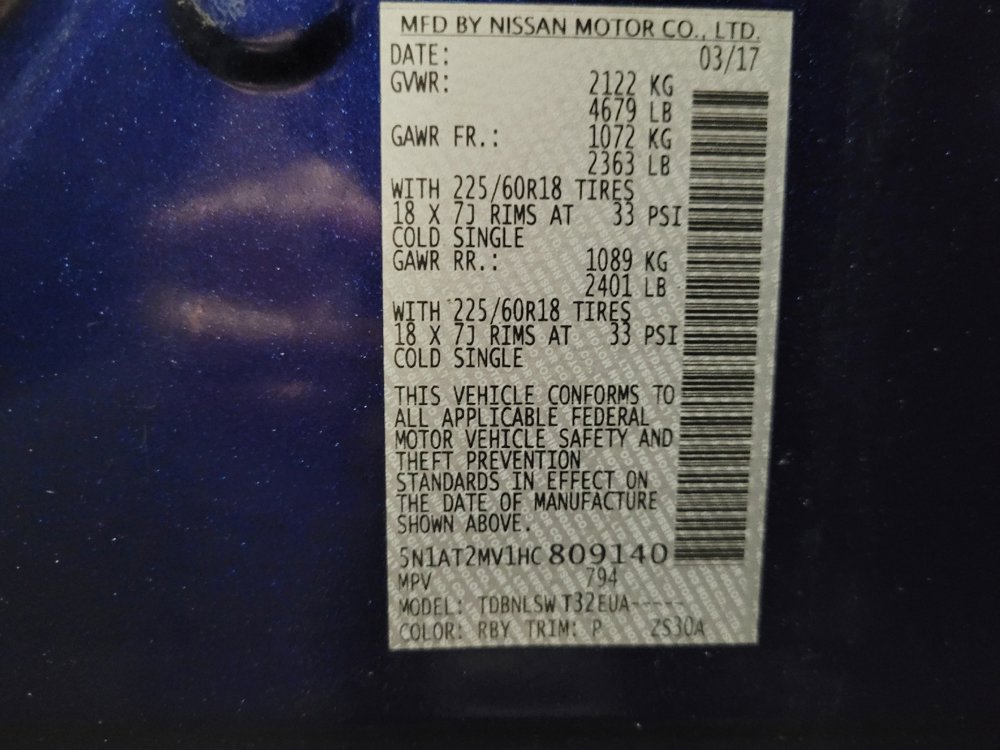 MFD BY NISSAN MOTOR CO., LTD.
DATE: 03/17
GVWR: 2122 KG
4679 LB
GAWR FR.: 1072 KG
2363 LB
WITH 225/60R18 TIRES
18 X 7J RIMS AT 33 PSI
COLD SINGLE
GAWR RR.: 1089 KG
2401 LB
WITH 225/60R18 TIRES
18 X 7J RIMS AT 33 PSI
COLD SINGLE
THIS VEHICLE CONFORMS TO
ALL APPLICABLE FEDERAL
MOTOR VEHICLE SAFETY AND
THEFT PREVENTION
STANDARDS IN EFFECT ON
THE DATE OF MANUFACTURE
SHOWN ABOVE.
5N1AT2MV1HC809140
MPV 794
MODEL: TDBNLSW T32EUA-----
COLOR: RBY TRIM: P ZS30A